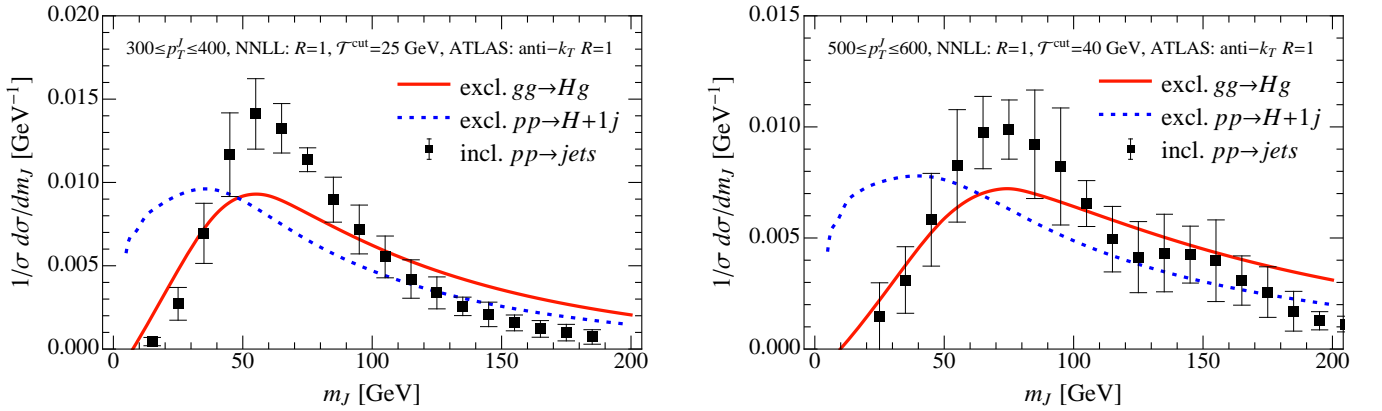 300≤p_T^J≤400, NNLL: R=1, 𝒯^cut=25 GeV, ATLAS: anti−k_T R=1
excl. gg→Hg
excl. pp→H+1j
incl. pp→jets
1/σ dσ/dm_J [GeV⁻¹]
0.020
0.015
0.010
0.005
0.000
0 50 100 150 200
m_J [GeV]
500≤p_T^J≤600, NNLL: R=1, 𝒯^cut=40 GeV, ATLAS: anti−k_T R=1
excl. gg→Hg
excl. pp→H+1j
incl. pp→jets
1/σ dσ/dm_J [GeV⁻¹]
0.015
0.010
0.005
0.000
0 50 100 150 200
m_J [GeV]